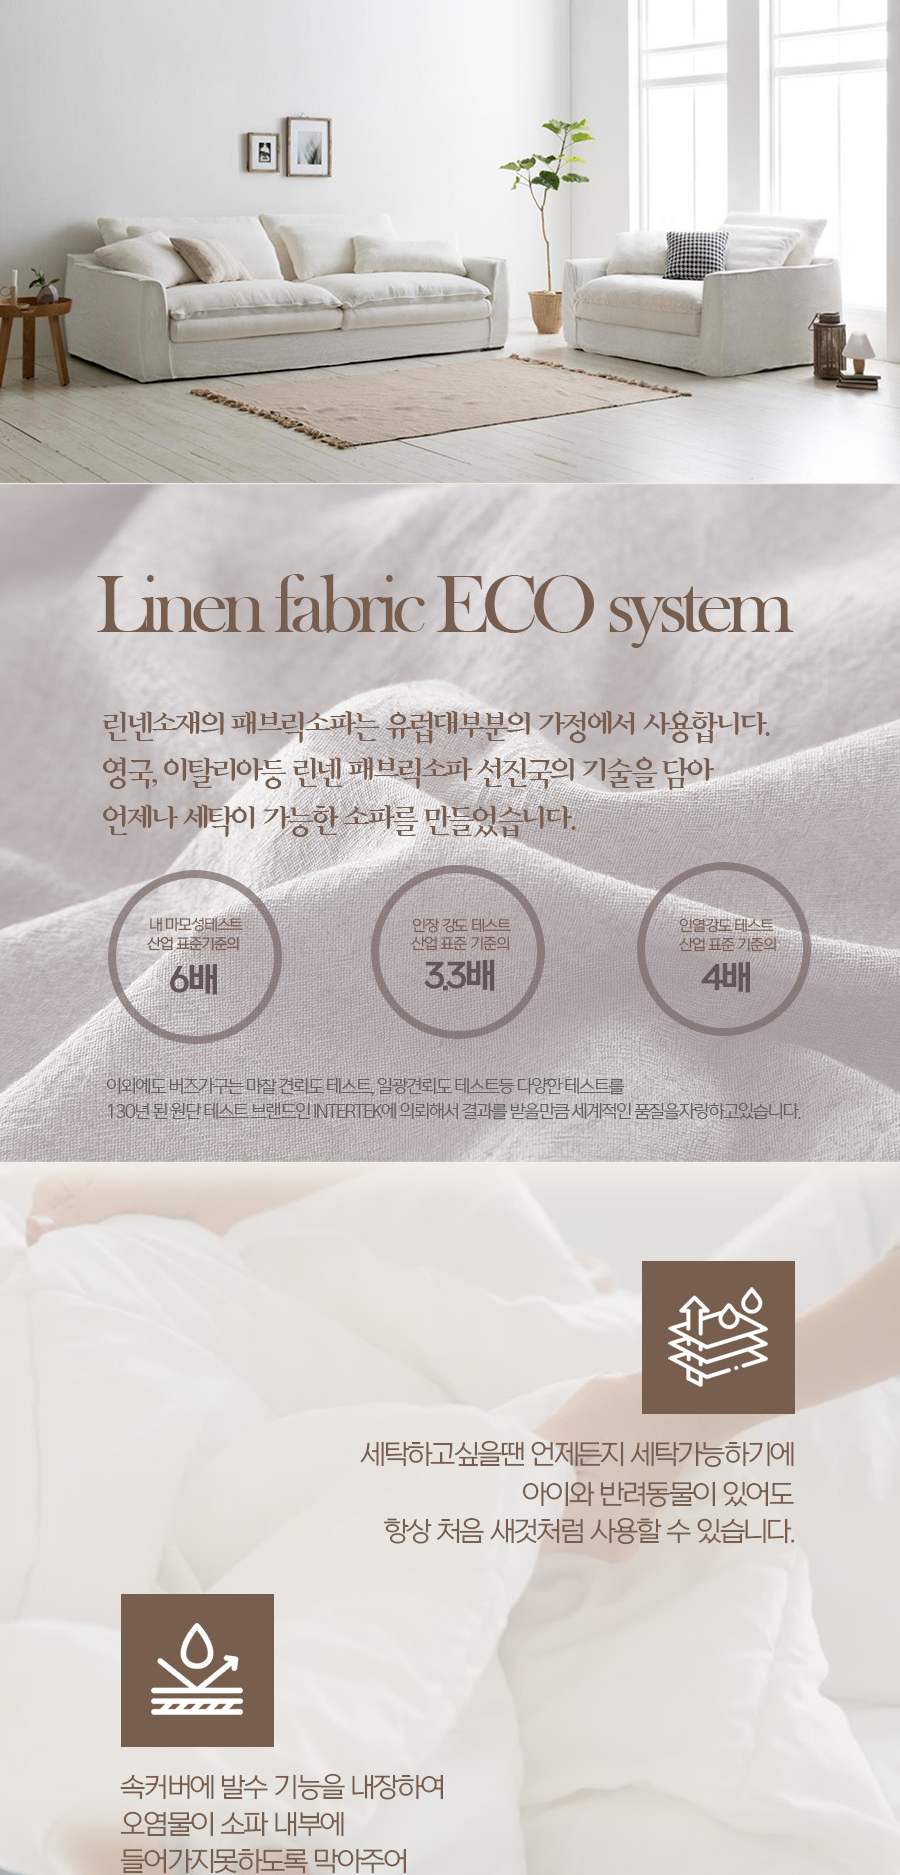 Linen fabric ECO system
린넨소재의 패브릭소파는 유럽대부분의 가정에서 사용합니다.
영국, 이탈리아등 린넨 패브릭소파 선진국의 기술을 담아
언제나 세탁이 가능한 소파를 만들었습니다.
내 마모성테스트
산업 표준기준의
6배
인장 강도 테스트
산업 표준 기준의
3.3배
인열강도 테스트
산업 표준 기준의
4배
이외에도 버즈가구는 마찰 견뢰도 테스트, 일광견뢰도 테스트등 다양한 테스트를
130년 된 원단 테스트 브랜드인 INTERTEK에 의뢰해서 결과를 받을만큼 세계적인 품질을자랑하고있습니다.
세탁하고싶을땐 언제든지 세탁가능하기에
아이와 반려동물이 있어도
항상 처음 새것처럼 사용할 수 있습니다.
속커버에 발수 기능을 내장하여
오염물이 소파 내부에
들어가지못하도록 막아주어